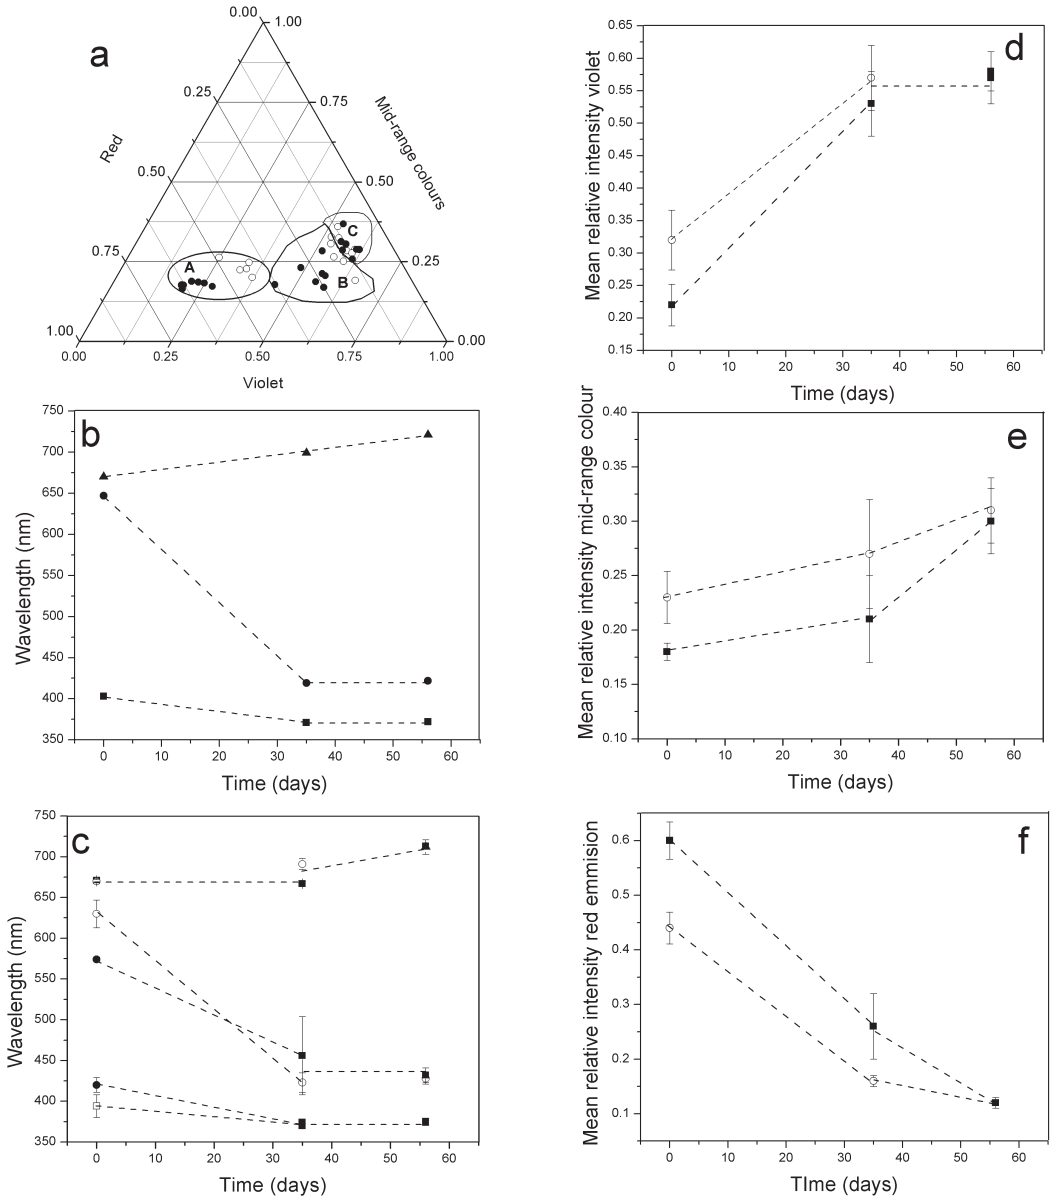 a
0.00
1.00
0.25
0.75
Red
Mid-range colours
0.50
0.50
C
0.75
0.25
A
B
1.00
0.00
0.00
0.25
0.50
0.75
1.00
Violet
b
750
700
650
600
550
500
450
400
350
Wavelength (nm)
0 10 20 30 40 50 60
Time (days)
c
750
700
650
600
550
500
450
400
350
Wavelength (nm)
0 10 20 30 40 50 60
Time (days)
d
0.65
0.60
0.55
0.50
0.45
0.40
0.35
0.30
0.25
0.20
0.15
Mean relative intensity violet
0 10 20 30 40 50 60
Time (days)
e
0.40
0.35
0.30
0.25
0.20
0.15
0.10
Mean relative intensity mid-range colour
0 10 20 30 40 50 60
Time (days)
f
0.6
0.5
0.4
0.3
0.2
0.1
Mean relative intensity red emmision
0 10 20 30 40 50 60
TIme (days)